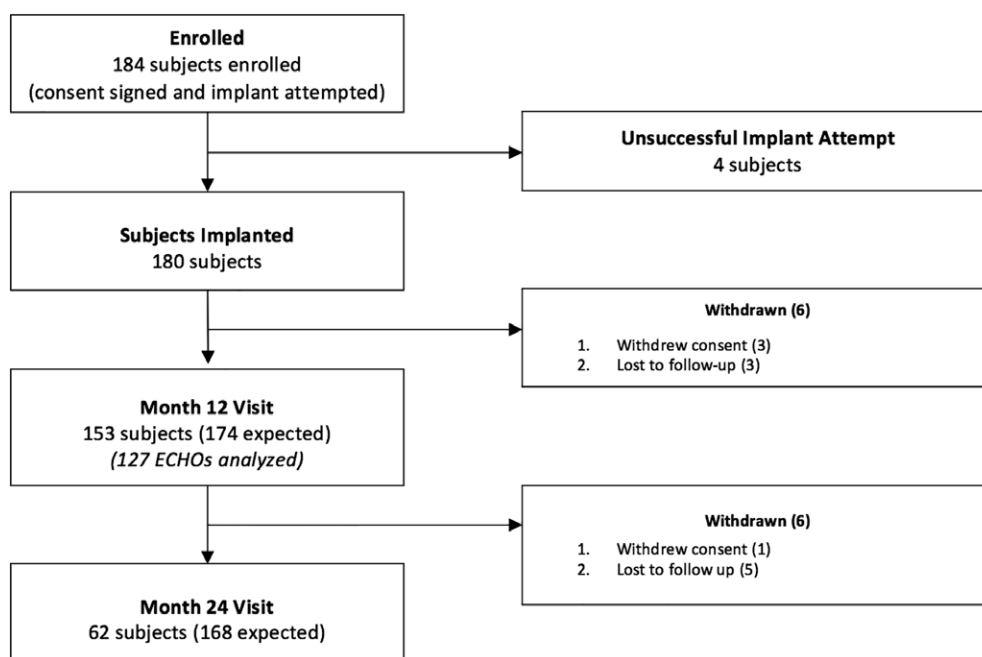 Enrolled
184 subjects enrolled
(consent signed and implant attempted)
Unsuccessful Implant Attempt
4 subjects
Subjects Implanted
180 subjects
Withdrawn (6)
1. Withdrew consent (3)
2. Lost to follow-up (3)
Month 12 Visit
153 subjects (174 expected)
(127 ECHOs analyzed)
Withdrawn (6)
1. Withdrew consent (1)
2. Lost to follow up (5)
Month 24 Visit
62 subjects (168 expected)